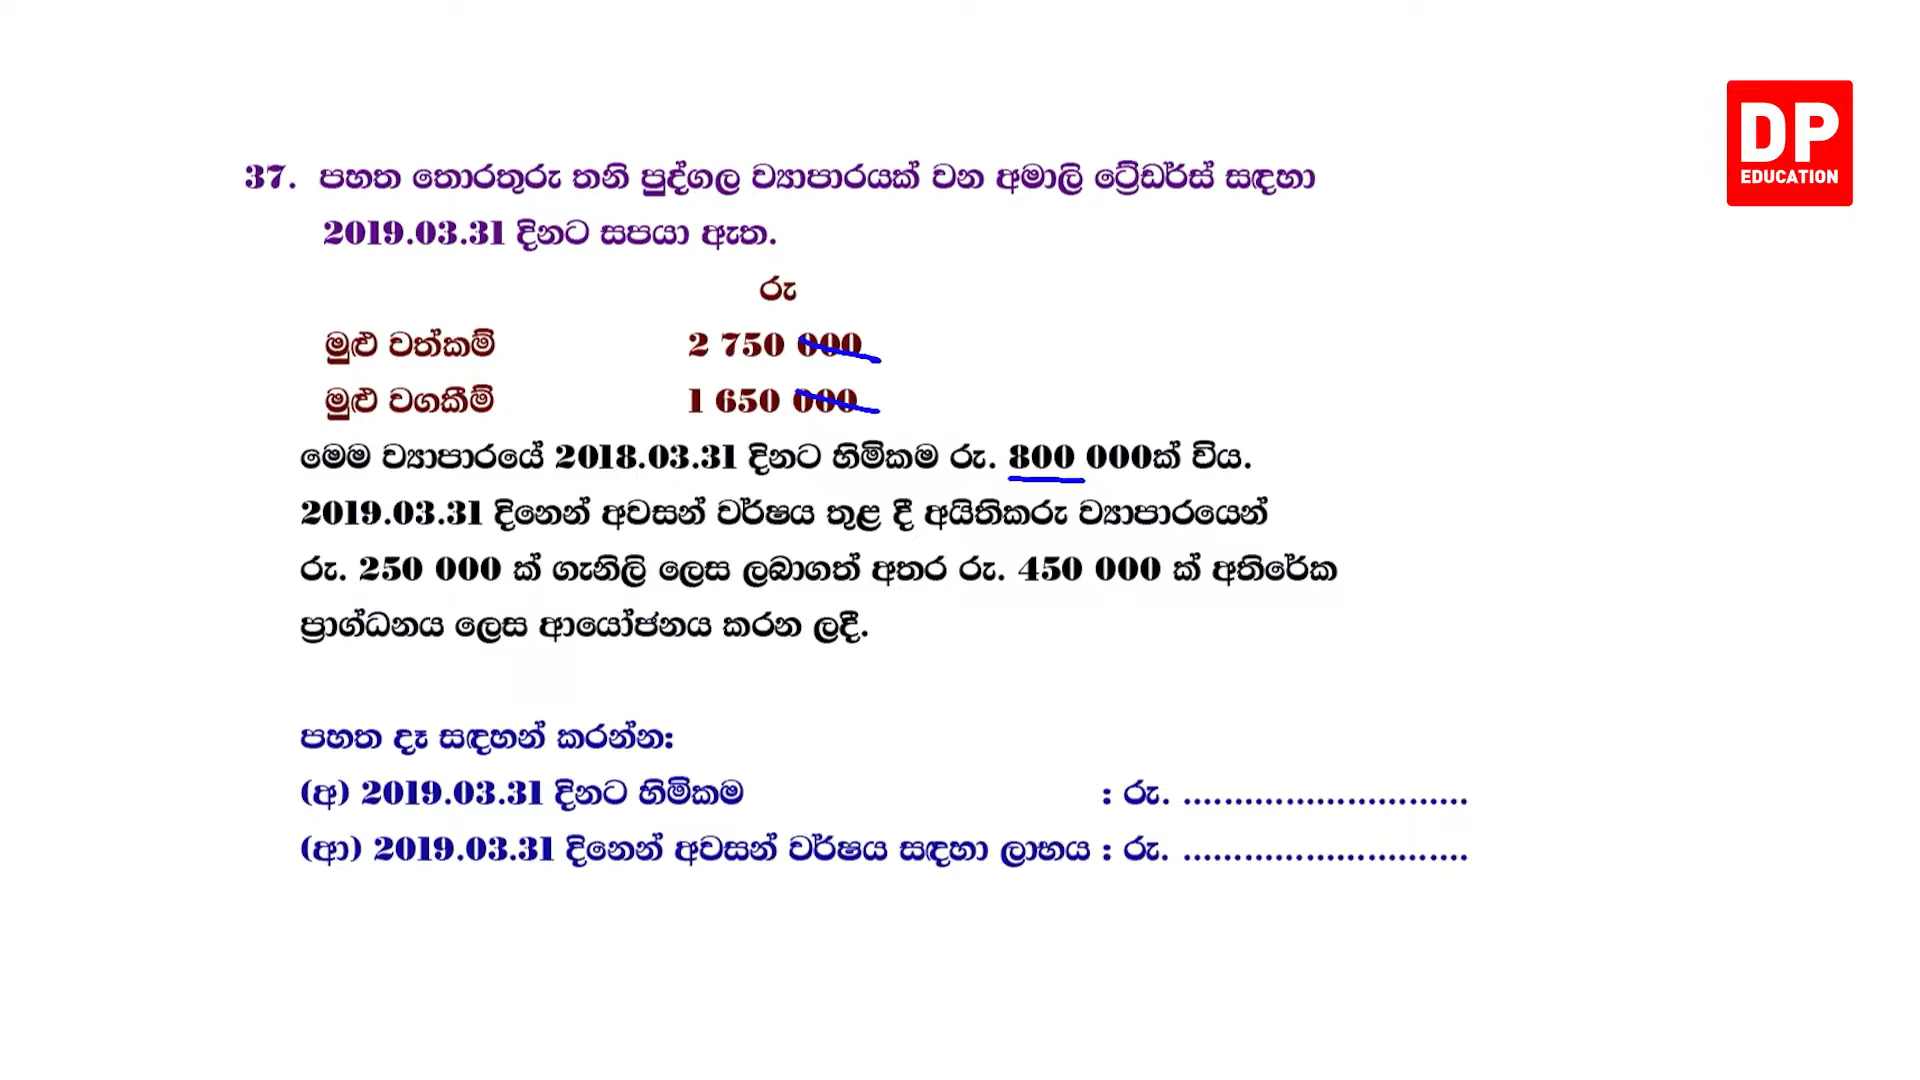 DP
EDUCATION
37. පහත තොරතුරු තනි පුද්ගල ව්‍යාපාරයක් වන අමාලි ට්‍රේඩර්ස් සඳහා
2019.03.31 දිනට සපයා ඇත.
රු
මුළු වත්කම් 2 750 000
මුළු වගකීම් 1 650 000
මෙම ව්‍යාපාරයේ 2018.03.31 දිනට හිමිකම රු. 800 000ක් විය.
2019.03.31 දිනෙන් අවසන් වර්ෂය තුළ දී අයිතිකරු ව්‍යාපාරයෙන්
රු. 250 000 ක් ගැනිලි ලෙස ලබාගත් අතර රු. 450 000 ක් අතිරේක
ප්‍රාග්ධනය ලෙස ආයෝජනය කරන ලදී.
පහත දෑ සඳහන් කරන්න:
(අ) 2019.03.31 දිනට හිමිකම : රු. ............................
(ආ) 2019.03.31 දිනෙන් අවසන් වර්ෂය සඳහා ලාභය : රු. ............................